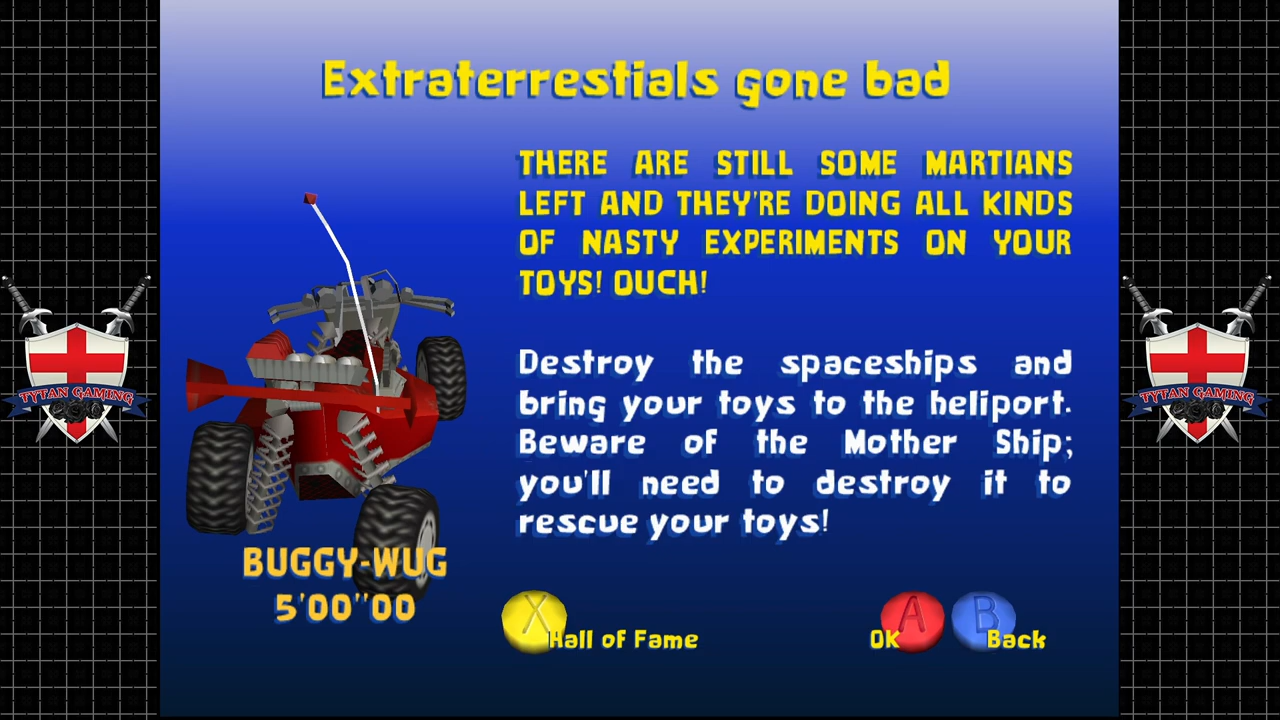 Extraterrestials gone bad
THERE ARE STILL SOME MARTIANS
LEFT AND THEY'RE DOING ALL KINDS
OF NASTY EXPERIMENTS ON YOUR
TOYS! OUCH!
Destroy the spaceships and
bring your toys to the heliport.
Beware of the Mother Ship;
you'll need to destroy it to
rescue your toys!
BUGGY-WUG
5'00"00
X
Hall of Fame
A
OK
B
Back
TYTAN GAMING
TYTAN GAMING